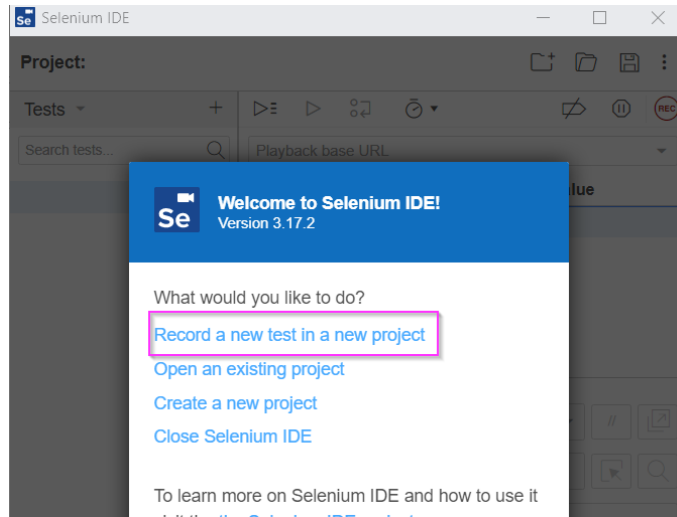 Se Selenium IDE
Project:
Tests
REC
Search tests...
Playback base URL
lue
Se
Welcome to Selenium IDE!
Version 3.17.2
What would you like to do?
Record a new test in a new project
Open an existing project
Create a new project
Close Selenium IDE
//
To learn more on Selenium IDE and how to use it